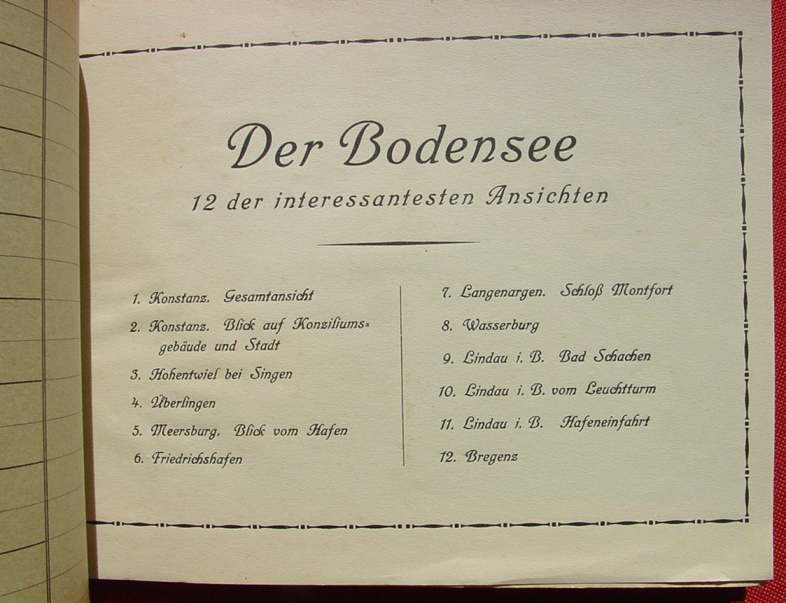 Der Bodensee
12 der interessantesten Ansichten
1. Konstanz. Gesamtansicht
2. Konstanz. Blick auf Konziliums-
gebäude und Stadt
3. Hohentwiel bei Singen
4. Überlingen
5. Meersburg. Blick vom Hafen
6. Friedrichshafen
7. Langenargen. Schloß Montfort
8. Wasserburg
9. Lindau i. B. Bad Schachen
10. Lindau i. B. vom Leuchtturm
11. Lindau i. B. Hafeneinfahrt
12. Bregenz